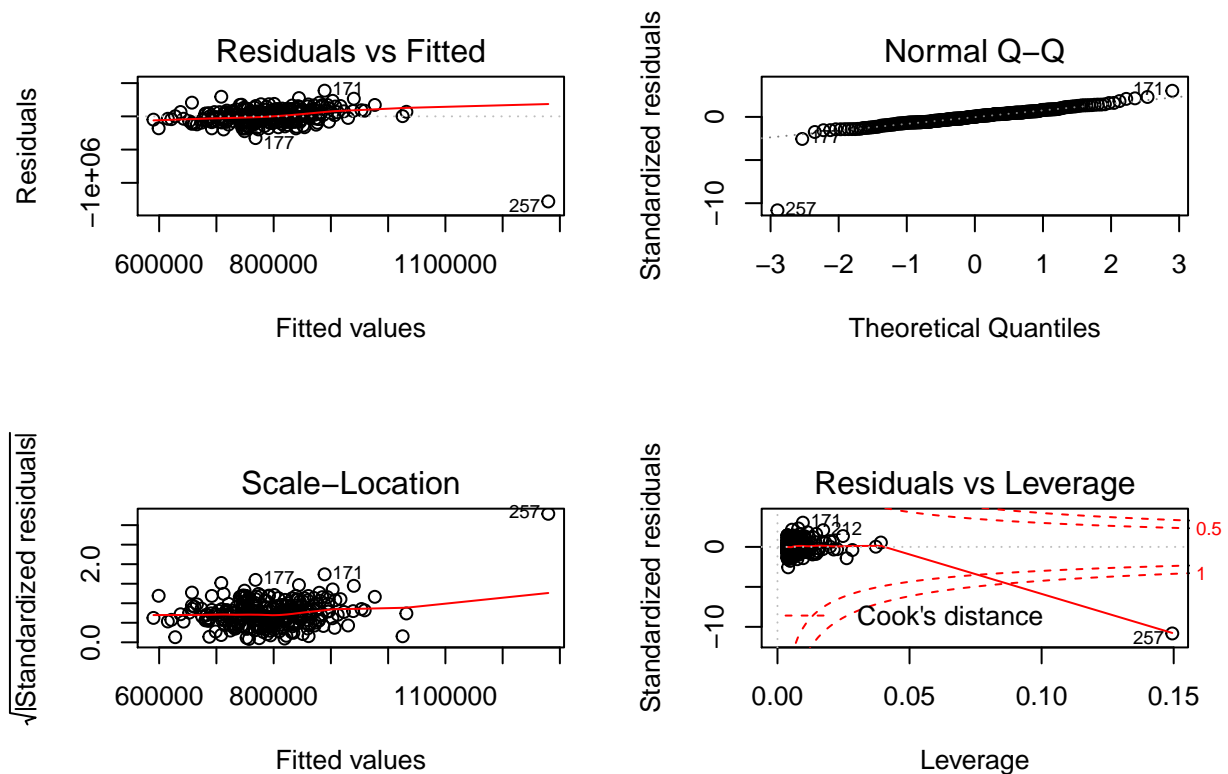 Residuals vs Fitted
Residuals
−1e+06
171
177
257
600000 800000 1100000
Fitted values
Normal Q−Q
Standardized residuals
0
−10
171
177
257
−3 −2 −1 0 1 2 3
Theoretical Quantiles
Scale−Location
√|Standardized residuals|
2.0
0.0
257
177
171
600000 800000 1100000
Fitted values
Residuals vs Leverage
Standardized residuals
0
−10
171
212
0.5
1
Cook's distance
257
0.00 0.05 0.10 0.15
Leverage